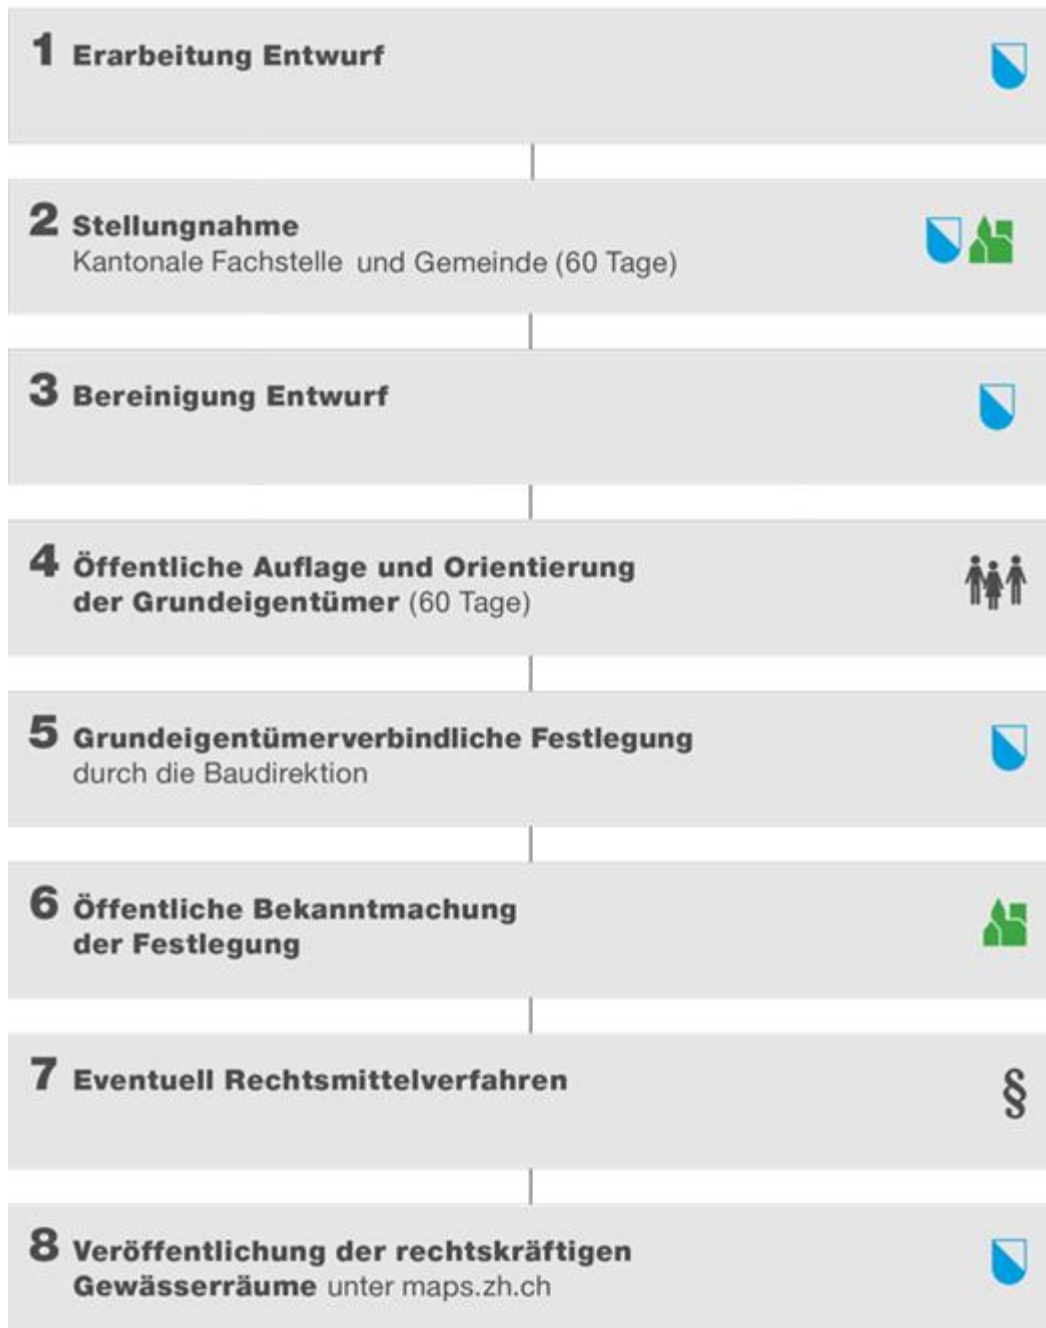 1 Erarbeitung Entwurf
2 Stellungnahme
Kantonale Fachstelle und Gemeinde (60 Tage)
3 Bereinigung Entwurf
4 Öffentliche Auflage und Orientierung
der Grundeigentümer (60 Tage)
5 Grundeigentümerverbindliche Festlegung
durch die Baudirektion
6 Öffentliche Bekanntmachung
der Festlegung
7 Eventuell Rechtsmittelverfahren
§
8 Veröffentlichung der rechtskräftigen
Gewässerräume unter maps.zh.ch